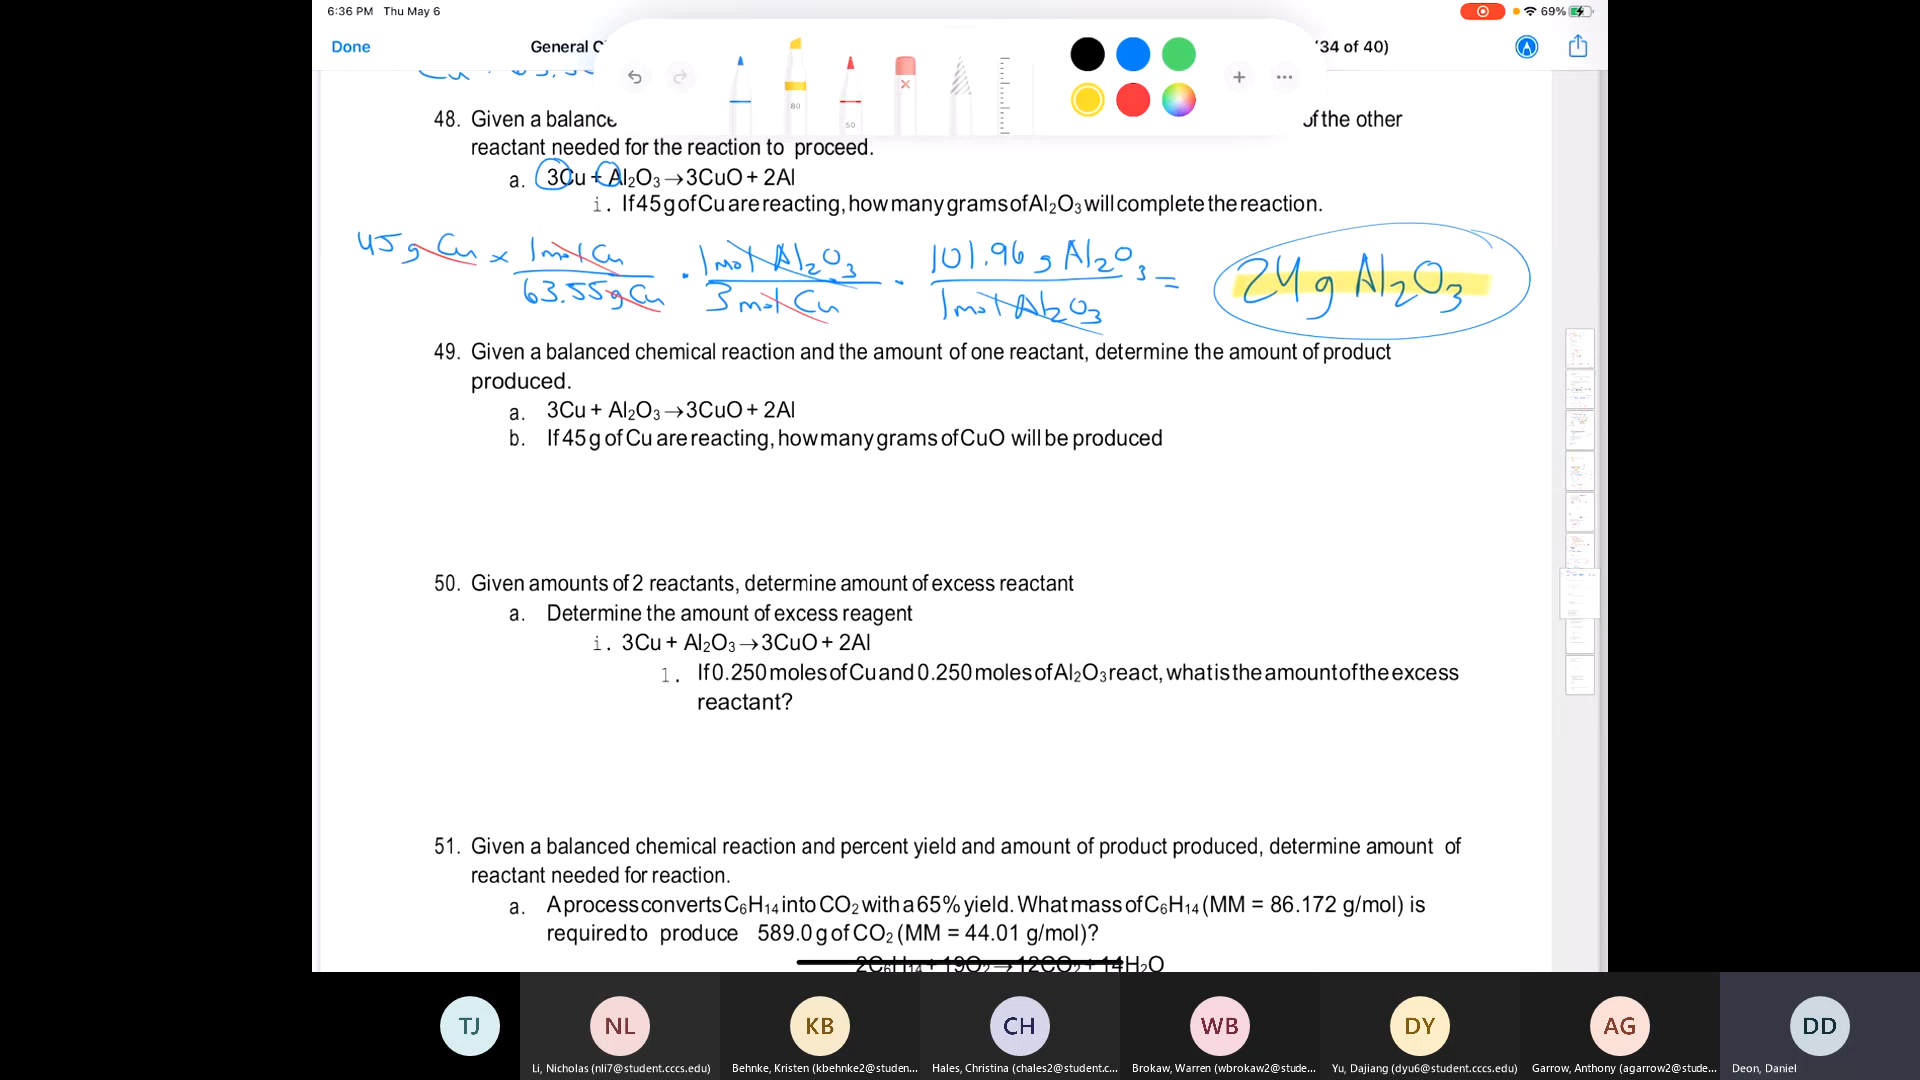 6:36 PM Thu May 6
69%
Done
General C
(34 of 40)
80
50
48. Given a balance of the other
reactant needed for the reaction to proceed.
a. 3Cu + Al₂O₃→3CuO + 2Al
i. If 45 g of Cu are reacting, how many grams of Al₂O₃ will complete the reaction.
45 g Cu × 1 mol Cu / 63.55 g Cu · 1 mol Al₂O₃ / 3 mol Cu · 101.96 g Al₂O₃ / 1 mol Al₂O₃ = 24 g Al₂O₃
49. Given a balanced chemical reaction and the amount of one reactant, determine the amount of product
produced.
a. 3Cu + Al₂O₃→3CuO + 2Al
b. If 45 g of Cu are reacting, how many grams of CuO will be produced
50. Given amounts of 2 reactants, determine amount of excess reactant
a. Determine the amount of excess reagent
i. 3Cu + Al₂O₃→3CuO + 2Al
1. If 0.250 moles of Cu and 0.250 moles of Al₂O₃ react, what is the amount of the excess
reactant?
51. Given a balanced chemical reaction and percent yield and amount of product produced, determine amount of
reactant needed for reaction.
a. A process converts C₆H₁₄ into CO₂ with a 65% yield. What mass of C₆H₁₄ (MM = 86.172 g/mol) is
required to produce 589.0 g of CO₂ (MM = 44.01 g/mol)?
2C₆H₁₄ + 19O₂ → 12CO₂ + 14H₂O
TJ NL KB CH WB DY AG DD
Li, Nicholas (nli7@student.cccs.edu) Behnke, Kristen (kbehnke2@studen... Hales, Christina (chales2@student.c... Brokaw, Warren (wbrokaw2@stude... Yu, Dajiang (dyu6@student.cccs.edu) Garrow, Anthony (agarrow2@stude... Deon, Daniel